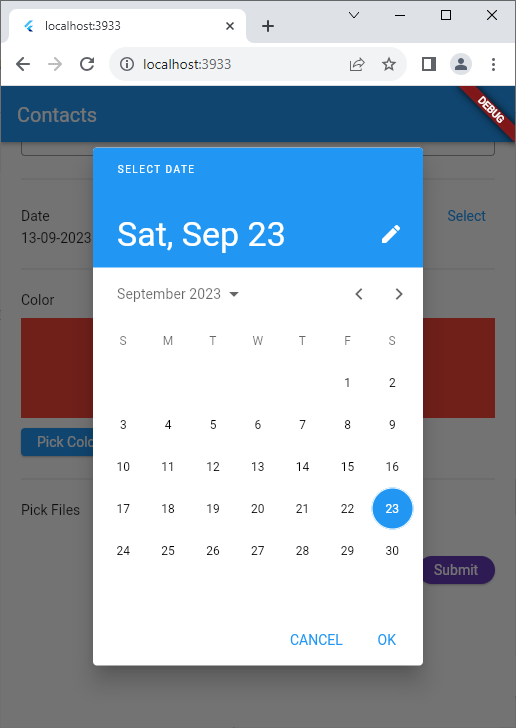 localhost:3933
localhost:3933
Contacts
DEBUG
SELECT DATE
Sat, Sep 23
Date
Select
13-09-2023
September 2023
Color
S M T W T F S
1 2
3 4 5 6 7 8 9
10 11 12 13 14 15 16
17 18 19 20 21 22 23
24 25 26 27 28 29 30
Pick Colo
Pick Files
Submit
CANCEL OK